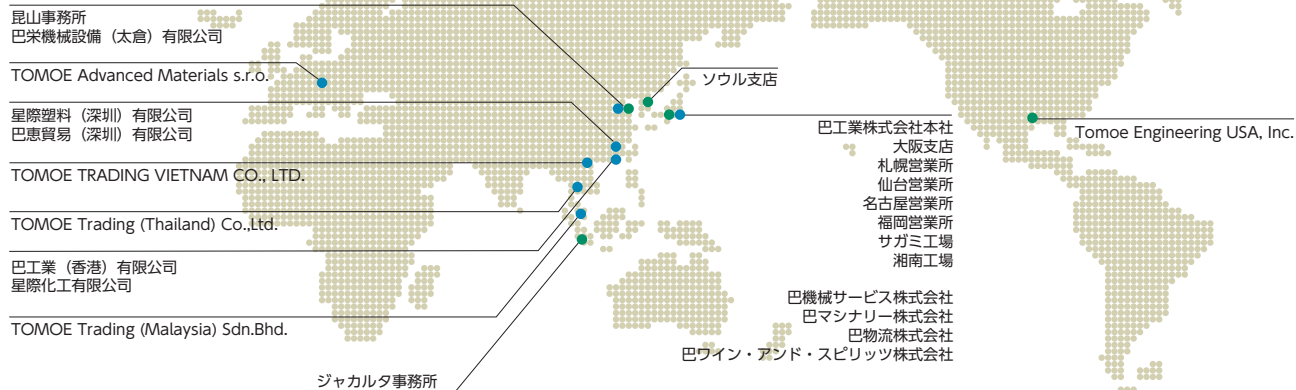 昆山事務所
巴栄機械設備（太倉）有限公司
TOMOE Advanced Materials s.r.o.
星際塑料（深圳）有限公司
巴恵貿易（深圳）有限公司
TOMOE TRADING VIETNAM CO., LTD.
TOMOE Trading (Thailand) Co.,Ltd.
巴工業（香港）有限公司
星際化工有限公司
TOMOE Trading (Malaysia) Sdn.Bhd.
ジャカルタ事務所
ソウル支店
巴工業株式会社本社
大阪支店
札幌営業所
仙台営業所
名古屋営業所
福岡営業所
サガミ工場
湘南工場
巴機械サービス株式会社
巴マシナリー株式会社
巴物流株式会社
巴ワイン・アンド・スピリッツ株式会社
Tomoe Engineering USA, Inc.